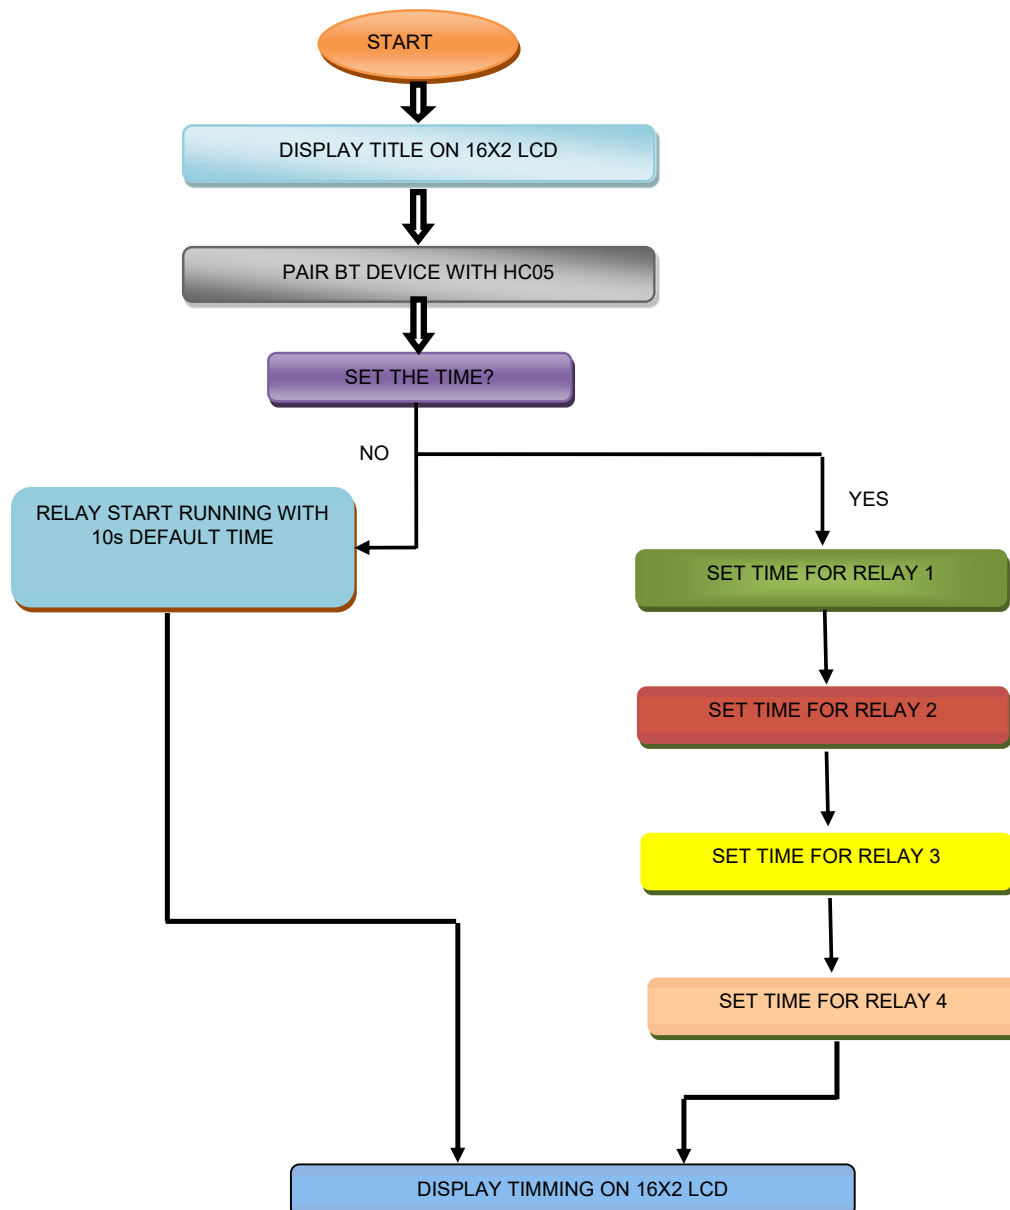 START
DISPLAY TITLE ON 16X2 LCD
PAIR BT DEVICE WITH HC05
SET THE TIME?
NO
YES
RELAY START RUNNING WITH
10s DEFAULT TIME
SET TIME FOR RELAY 1
SET TIME FOR RELAY 2
SET TIME FOR RELAY 3
SET TIME FOR RELAY 4
DISPLAY TIMMING ON 16X2 LCD